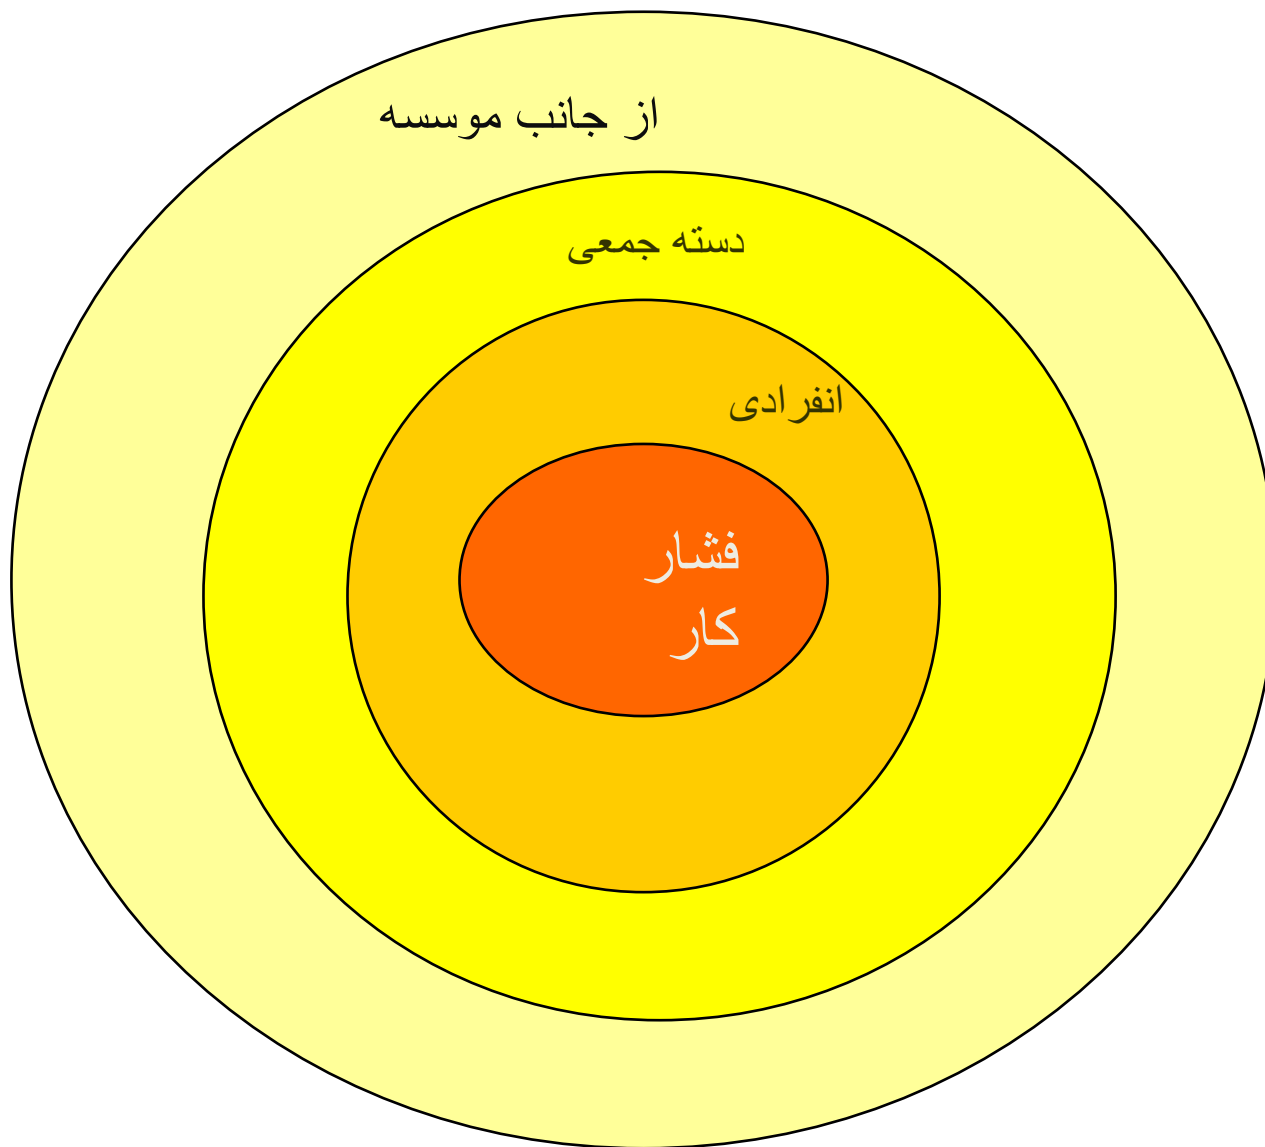 از جانب موسسه
دسته جمعی
انفرادی
فشار
کار